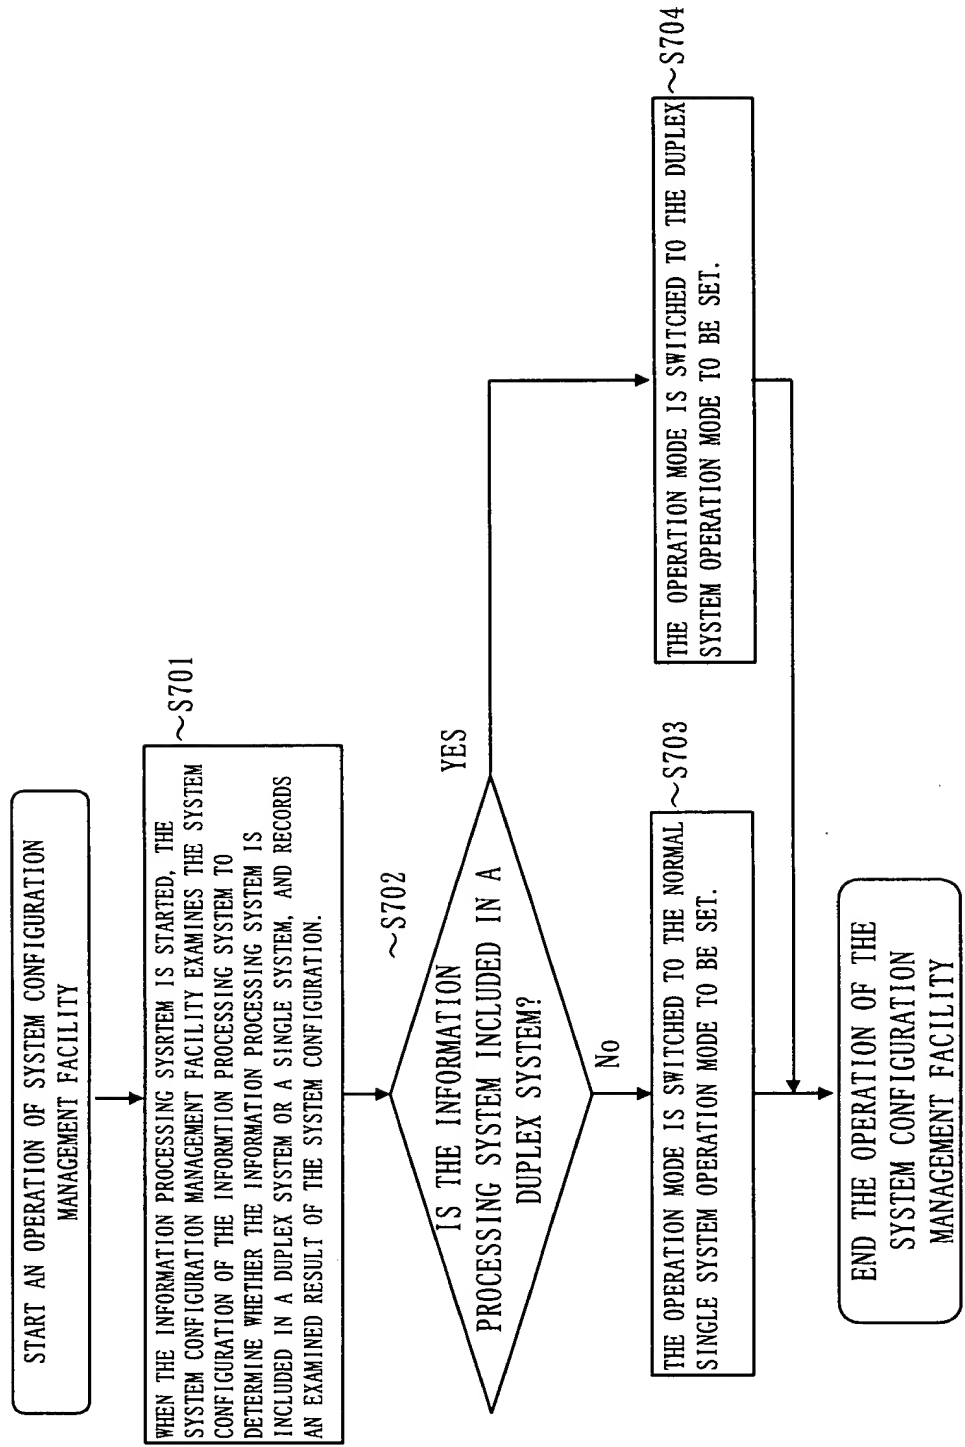 START AN OPERATION OF SYSTEM CONFIGURATION
MANAGEMENT FACILITY
~S701
WHEN THE INFORMATION PROCESSING SYSRTEM IS STARTED, THE
SYSTEM CONFIGURATION MANAGEMENT FACILITY EXAMINES THE SYSTEM
CONFIGURATION OF THE INFORMTION PROCESSING SYSTEM TO
DETERMINE WHETHER THE INFORMATION PROCESSING SYSTEM IS
INCLUDED IN A DUPLEX SYSTEM OR A SINGLE SYSTEM, AND RECORDS
AN EXAMINED RESULT OF THE SYSTEM CONFIGURATION.
~S702
IS THE INFORMATION
PROCESSING SYSTEM INCLUDED IN A
DUPLEX SYSTEM?
YES
No
~S703
THE OPERATION MODE IS SWITCHED TO THE NORMAL
SINGLE SYSTEM OPERATION MODE TO BE SET.
~S704
THE OPERATION MODE IS SWITCHED TO THE DUPLEX
SYSTEM OPERATION MODE TO BE SET.
END THE OPERATION OF THE
SYSTEM CONFIGURATION
MANAGEMENT FACILITY